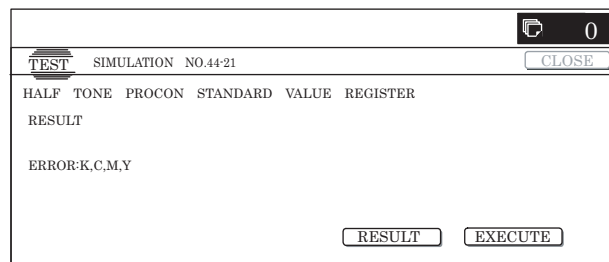 0
TEST SIMULATION NO.44-21 CLOSE
HALF TONE PROCON STANDARD VALUE REGISTER
RESULT
ERROR:K,C,M,Y
RESULT EXECUTE